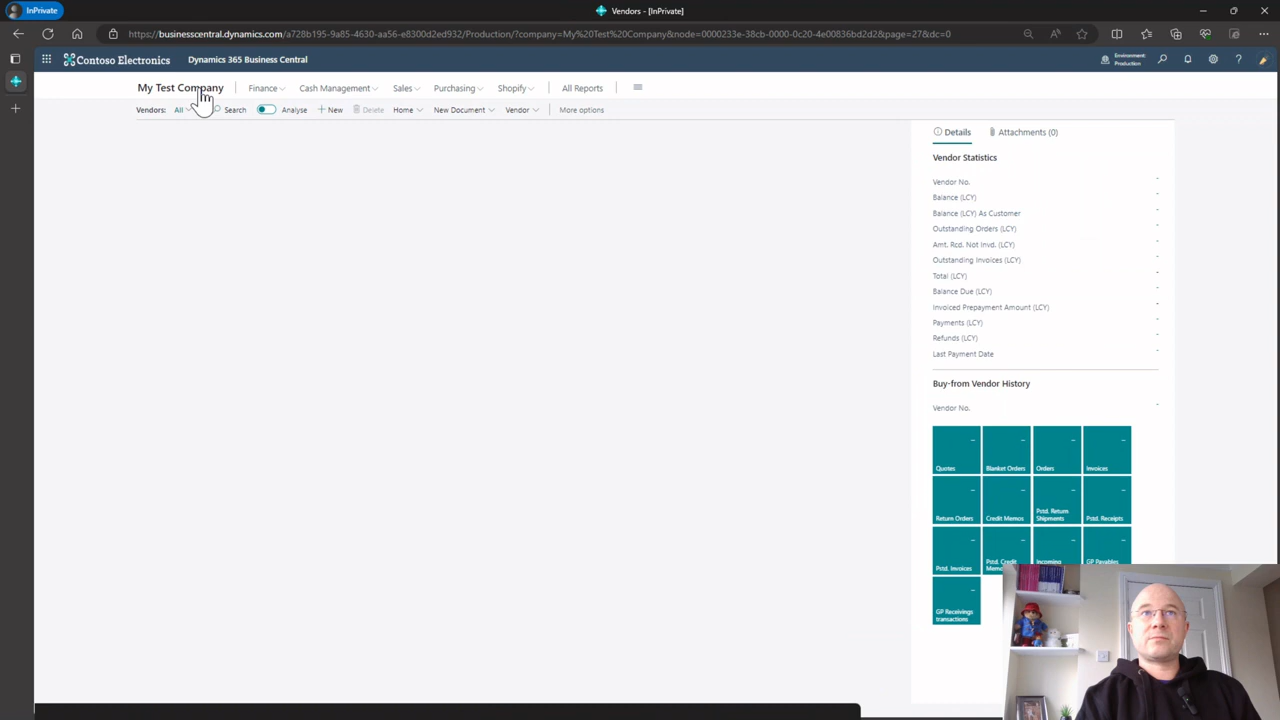 InPrivate
Vendors - [InPrivate]
https://businesscentral.dynamics.com/a728b195-9a85-4630-aa56-e8300d2ed932/Production/?company=My%20Test%20Company&node=0000233e-38cb-0000-0c20-4e00836bd2d2&page=27&dc=0
Contoso Electronics
Dynamics 365 Business Central
Environment:
Production
My Test Company
Finance
Cash Management
Sales
Purchasing
Shopify
All Reports
Vendors: All
Search
Analyse
New
Delete
Home
New Document
Vendor
More options
Details
Attachments (0)
Vendor Statistics
Vendor No.
Balance (LCY)
Balance (LCY) As Customer
Outstanding Orders (LCY)
Amt. Rcd. Not Invd. (LCY)
Outstanding Invoices (LCY)
Total (LCY)
Balance Due (LCY)
Invoiced Prepayment Amount (LCY)
Payments (LCY)
Refunds (LCY)
Last Payment Date
Buy-from Vendor History
Vendor No.
Quotes
Blanket Orders
Orders
Invoices
Return Orders
Credit Memos
Pstd. Return
Shipments
Pstd. Receipts
Pstd. Invoices
Pstd. Credit
Incoming
GP Payables
GP Receivings
transactions